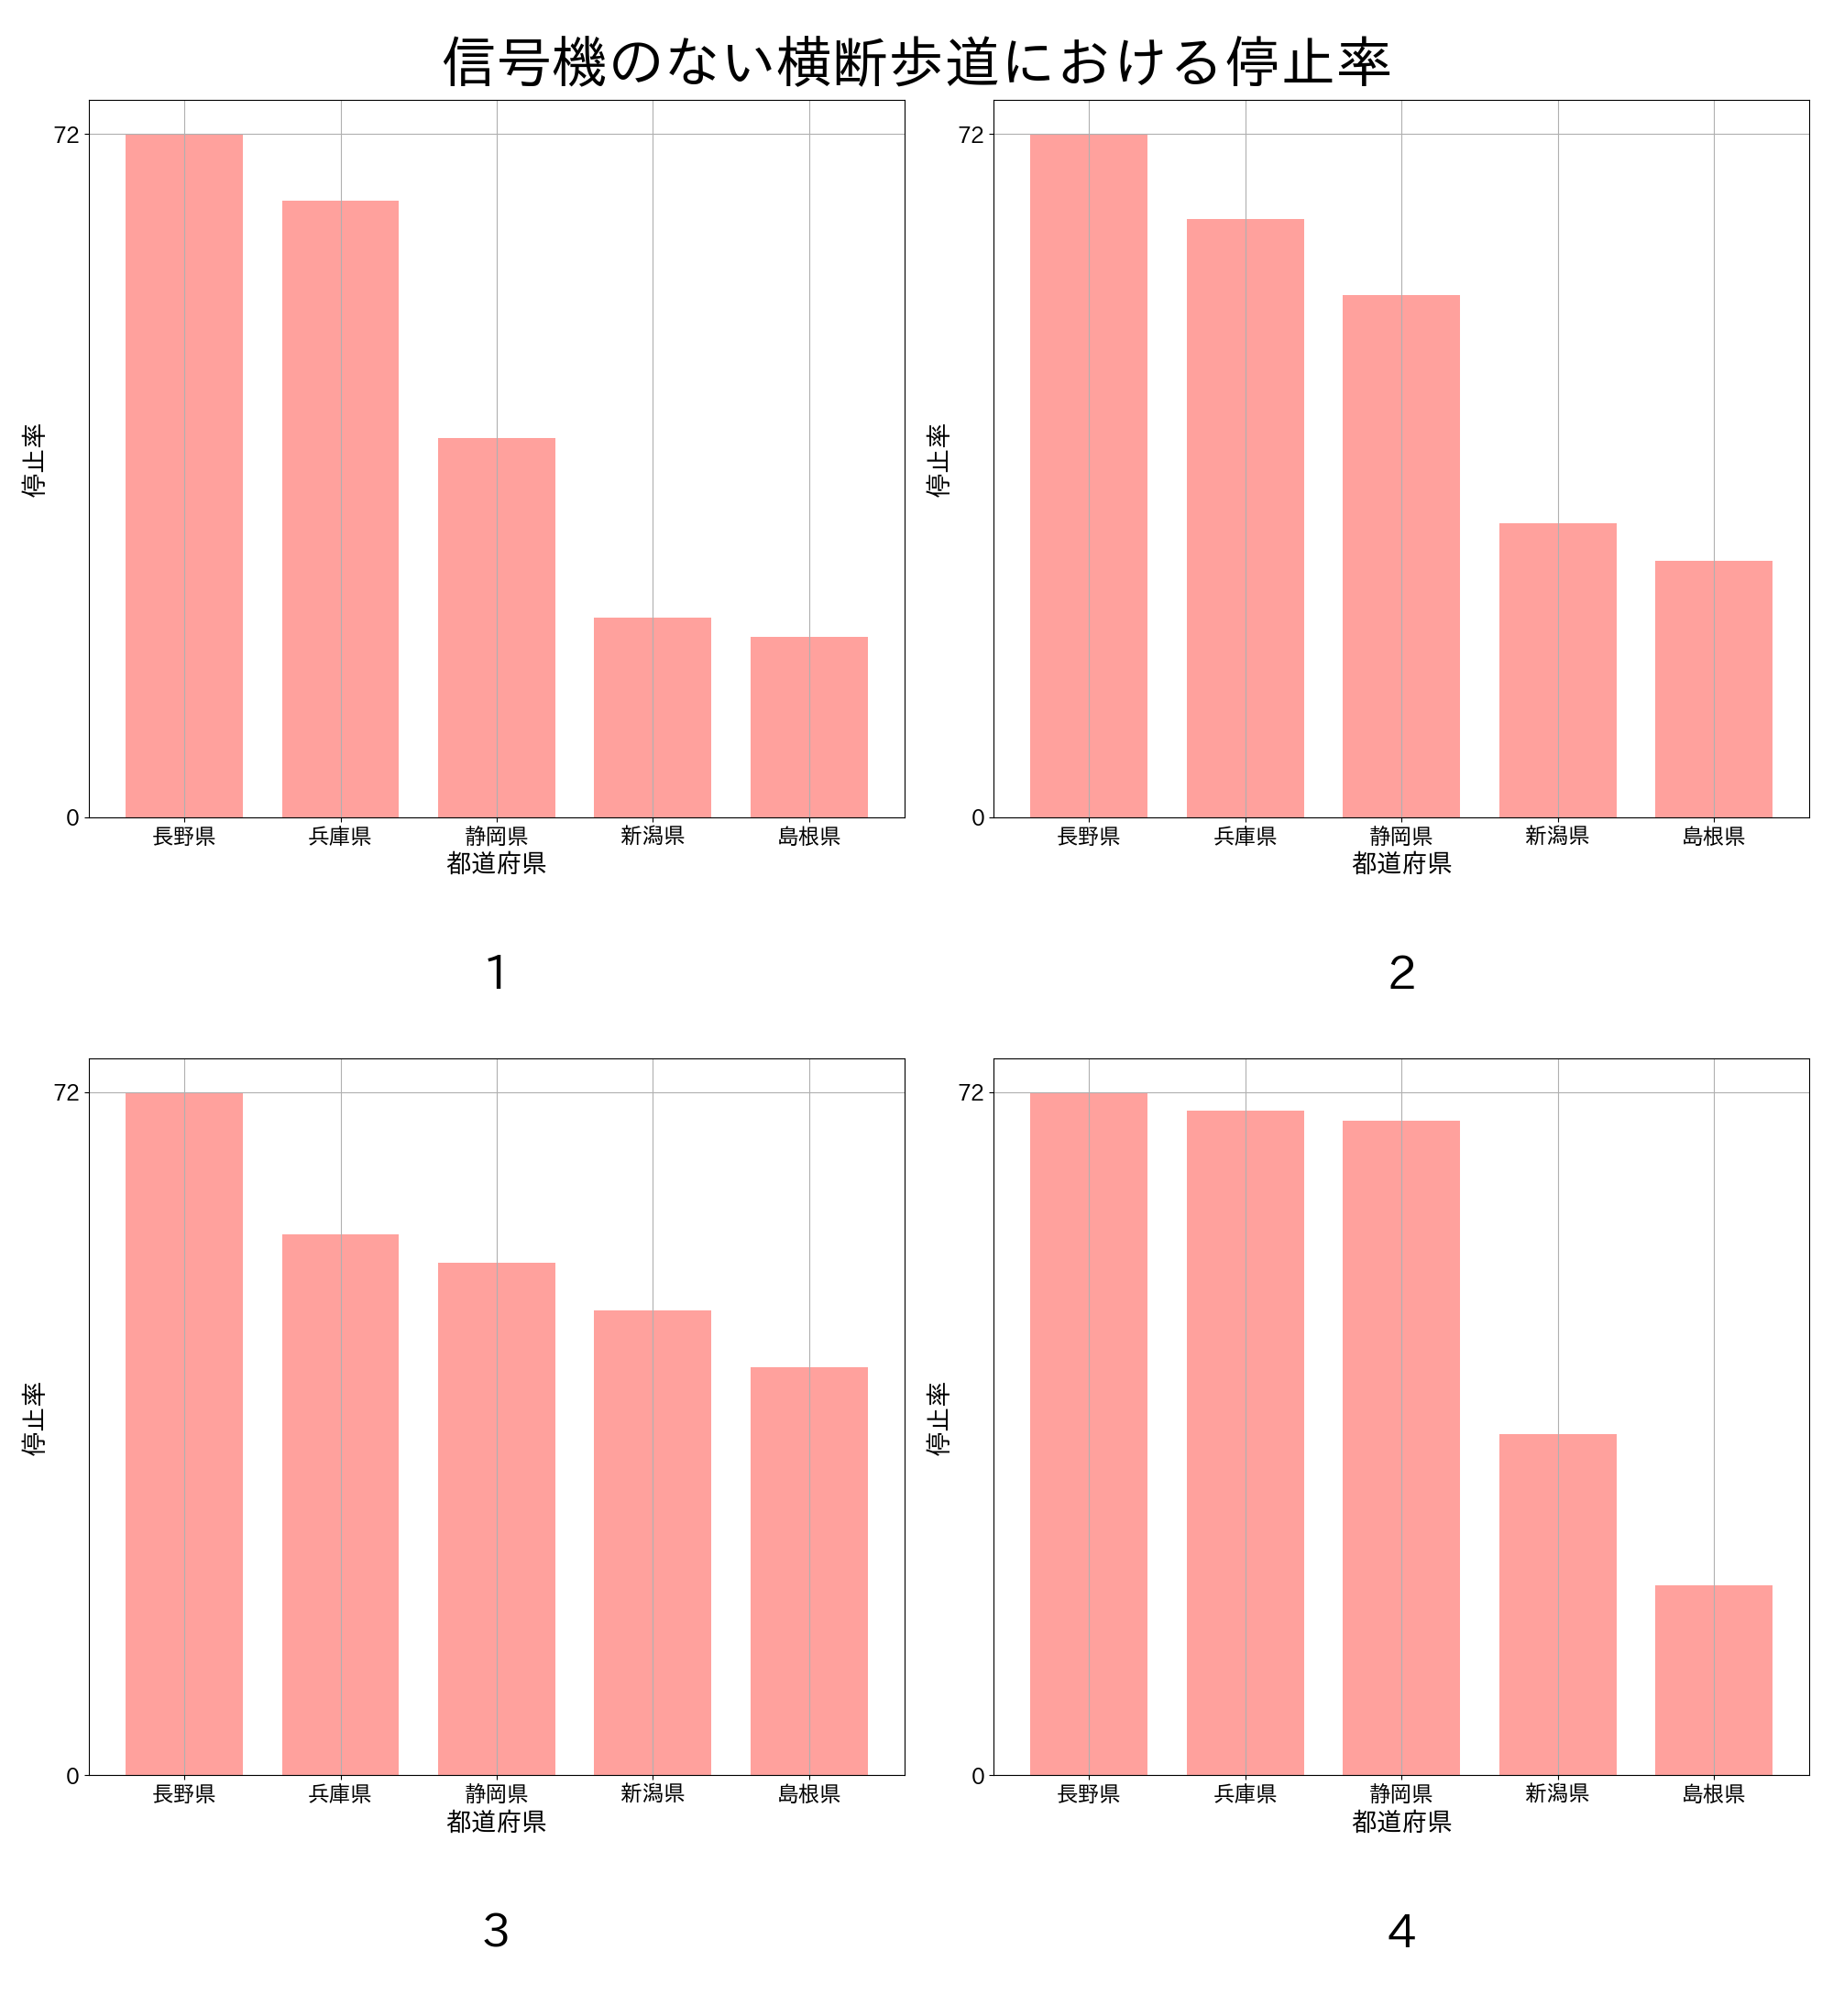 信号機のない横断歩道における停止率
72
0
停止率
長野県 兵庫県 静岡県 新潟県 島根県
都道府県
1
72
0
停止率
長野県 兵庫県 静岡県 新潟県 島根県
都道府県
2
72
0
停止率
長野県 兵庫県 静岡県 新潟県 島根県
都道府県
3
72
0
停止率
長野県 兵庫県 静岡県 新潟県 島根県
都道府県
4